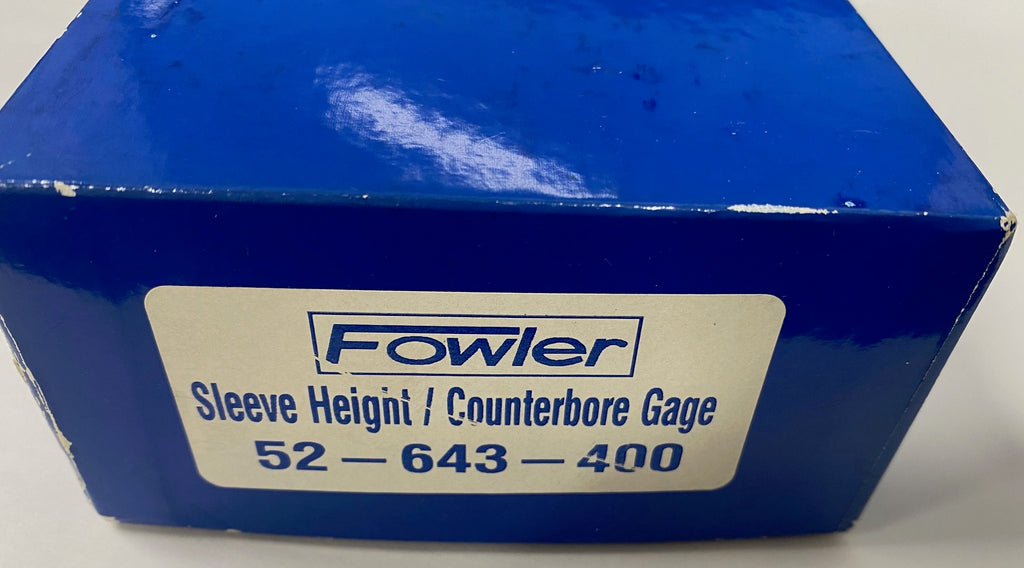 Fowler
Sleeve Height / Counterbore Gage
52-643-400